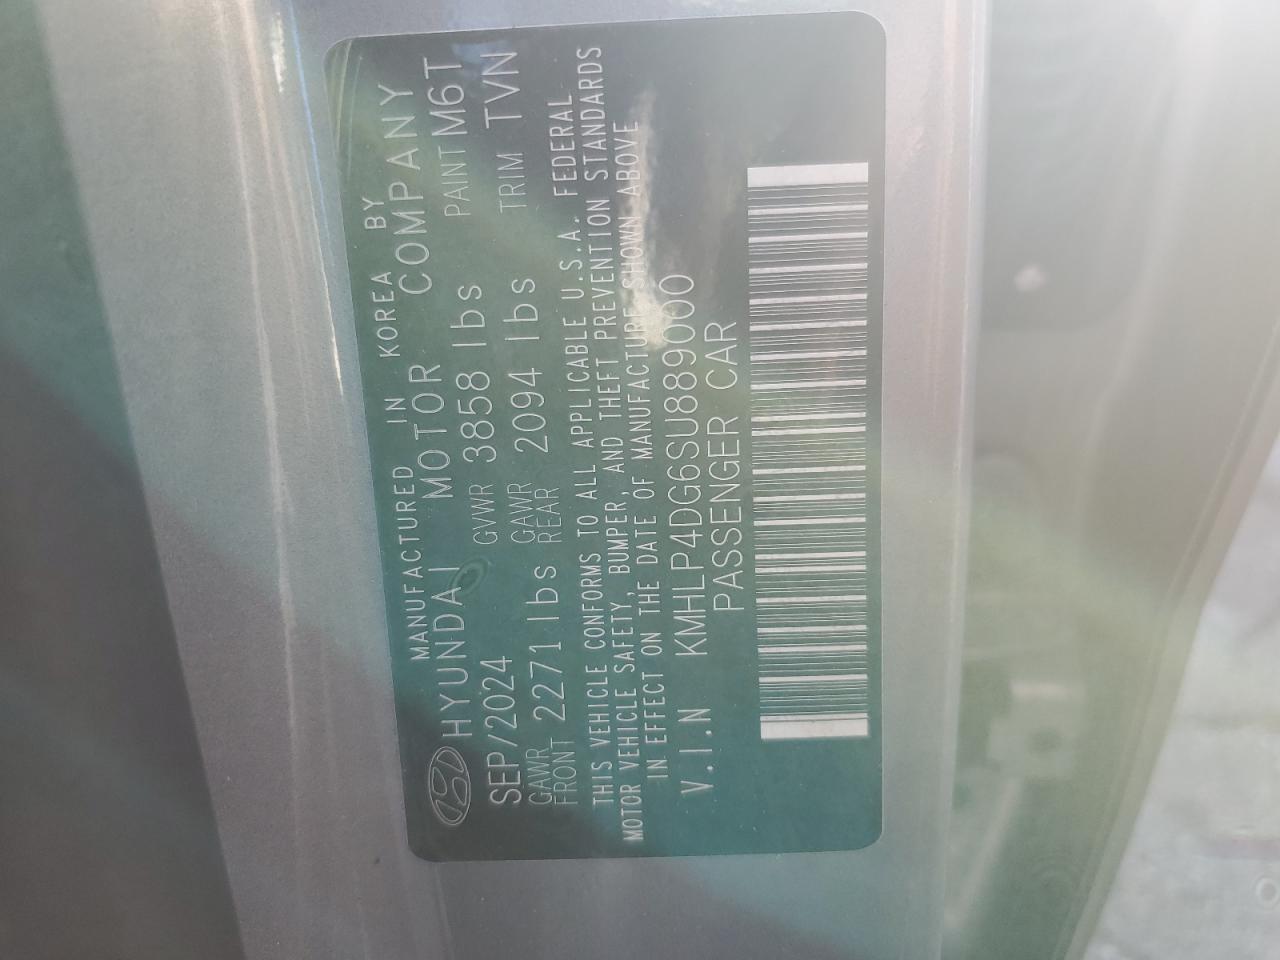 MANUFACTURED IN KOREA BY
HYUNDAI MOTOR COMPANY
SEP/2024 GVWR 3858 lbs PAINT M6T
GAWR FRONT 2271 lbs GAWR REAR 2094 lbs TRIM TVN
THIS VEHICLE CONFORMS TO ALL APPLICABLE U.S.A. FEDERAL
MOTOR VEHICLE SAFETY, BUMPER, AND THEFT PREVENTION STANDARDS
IN EFFECT ON THE DATE OF MANUFACTURE SHOWN ABOVE
V.I.N KMHLP4DG6SU889000
PASSENGER CAR